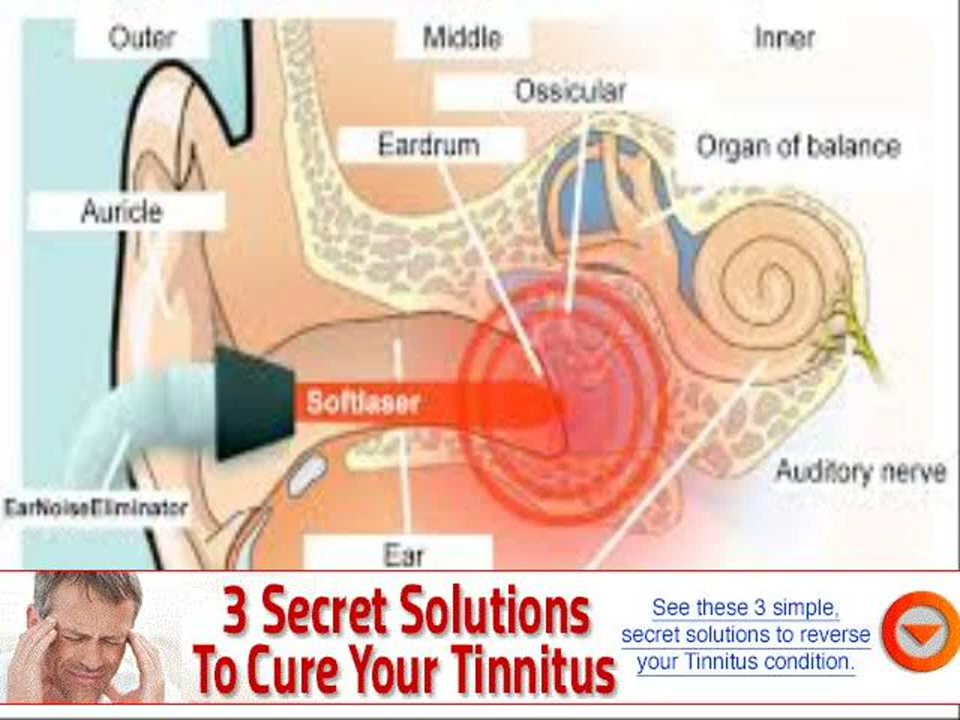 Outer
Middle
Inner
Ossicular
Eardrum
Organ of balance
Auricle
Softlaser
Auditory nerve
EarNoiseEliminator
Ear
3 Secret Solutions
To Cure Your Tinnitus
See these 3 simple,
secret solutions to reverse
your Tinnitus condition.